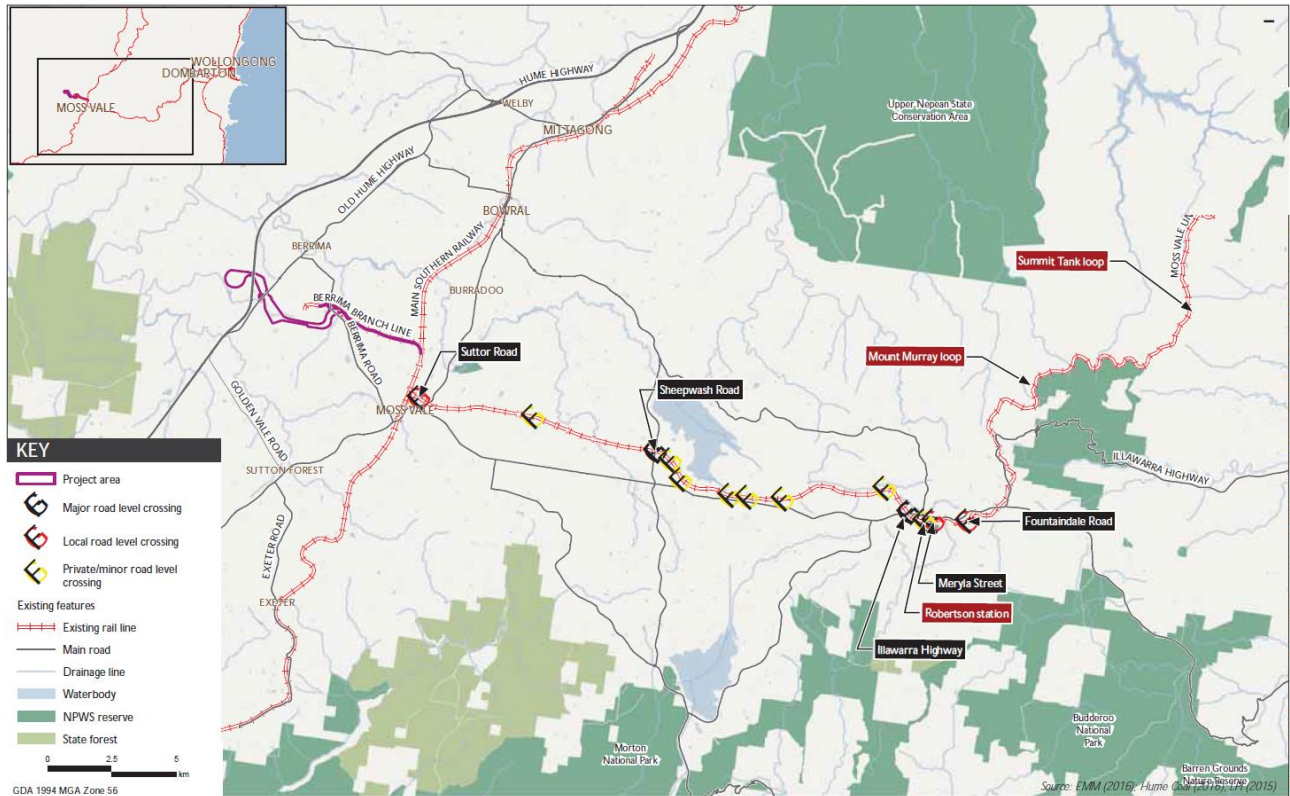 WOLLONGONG
DOMBARTON
MOSS VALE
HUME HIGHWAY
WELBY
MITTAGONG
Upper Nepean State
Conservation Area
OLD HUME HIGHWAY
BOWRAL
BERRIMA
MAIN SOUTHERN RAILWAY
MOSS VALE
Summit Tank loop
BURRADOO
BERRIMA BRANCH LINE
BERRIMA ROAD
Suttor Road
Mount Murray loop
Sheepwash Road
GOLDEN VALE ROAD
MOSS VALE
ILLAWARRA HIGHWAY
SUTTON FOREST
Fountaindale Road
EXETER ROAD
Meryla Street
EXETER
Robertson station
Illawarra Highway
Budderoo
National
Park
Morton
National Park
Barren Grounds
Nature Reserve
KEY
Project area
Major road level crossing
Local road level crossing
Private/minor road level
crossing
Existing features
Existing rail line
Main road
Drainage line
Waterbody
NPWS reserve
State forest
0 2.5 5
km
GDA 1994 MGA Zone 56
Source: EMM (2016); Hume Coal (2016); LPI (2015)